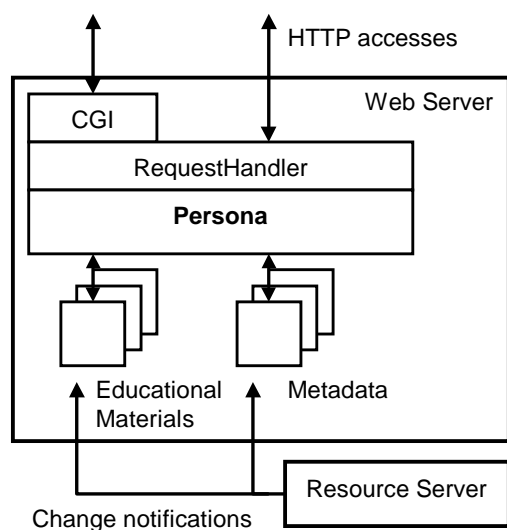 HTTP accesses
Web Server
CGI
RequestHandler
Persona
Educational
Materials
Metadata
Resource Server
Change notifications